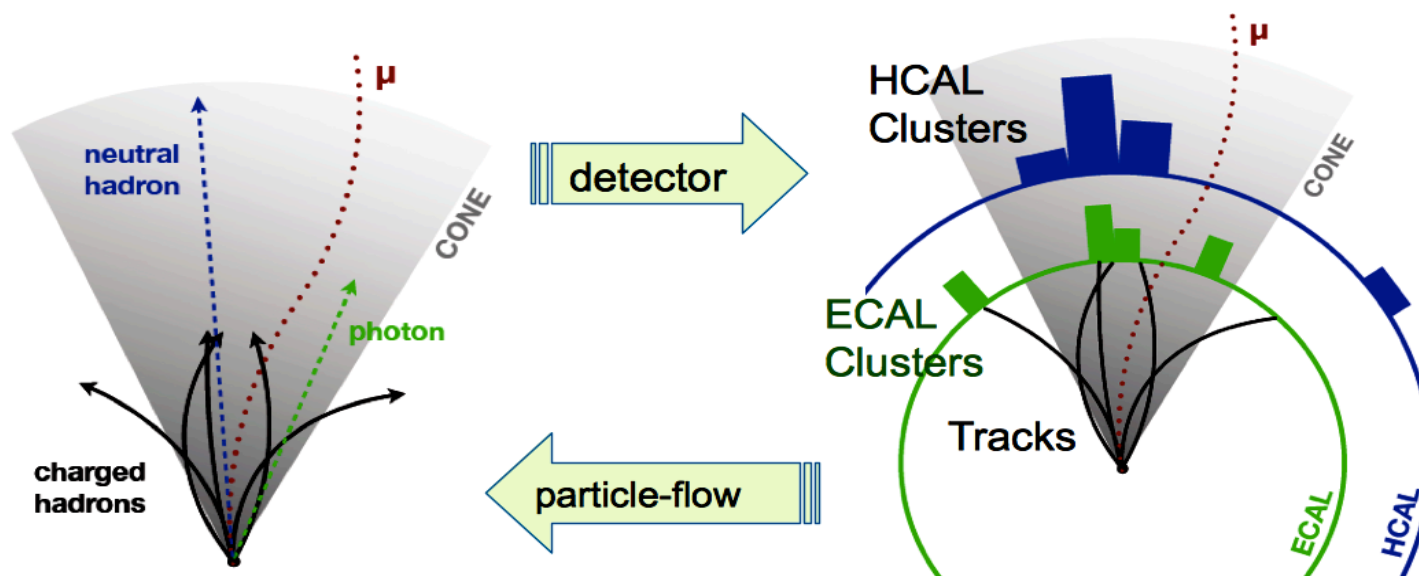 μ
neutral
hadron
CONE
photon
charged
hadrons
detector
particle-flow
μ
HCAL
Clusters
CONE
ECAL
Clusters
Tracks
ECAL
HCAL